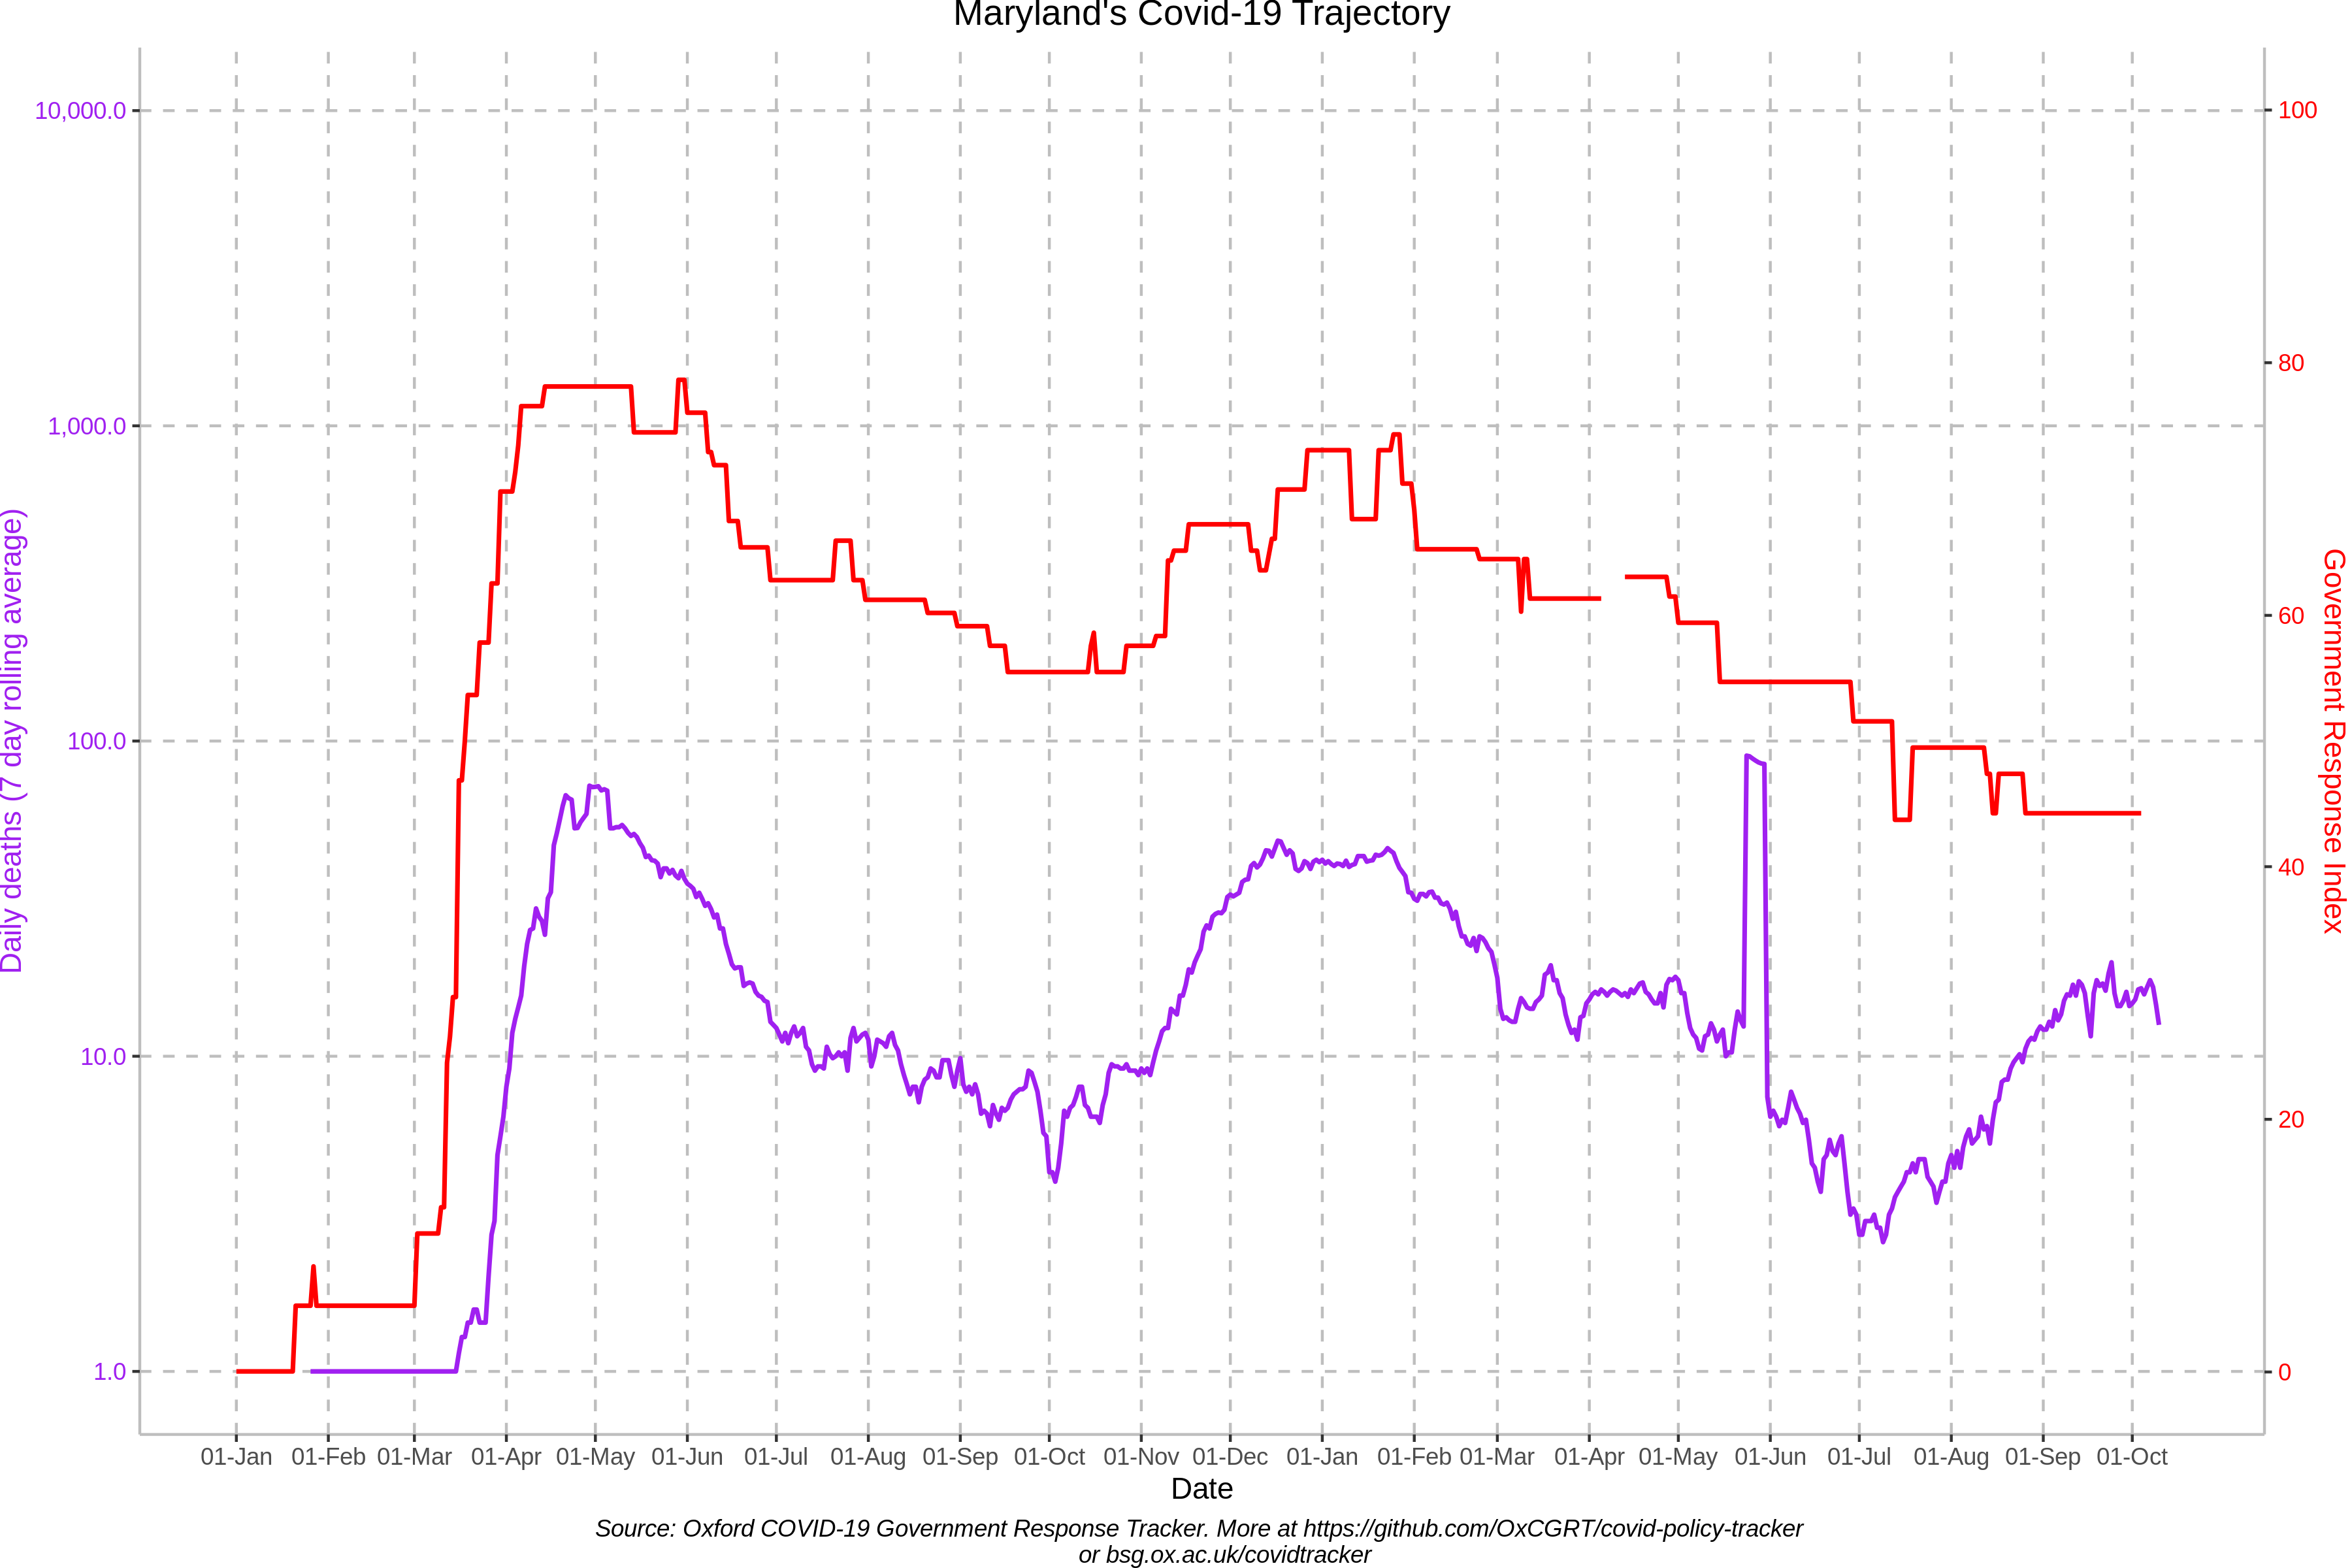 Maryland's Covid-19 Trajectory
10,000.0
1,000.0
100.0
10.0
1.0
Daily deaths (7 day rolling average)
100
80
60
40
20
0
Government Response Index
01-Jan 01-Feb 01-Mar 01-Apr 01-May 01-Jun 01-Jul 01-Aug 01-Sep 01-Oct 01-Nov 01-Dec 01-Jan 01-Feb 01-Mar 01-Apr 01-May 01-Jun 01-Jul 01-Aug 01-Sep 01-Oct
Date
Source: Oxford COVID-19 Government Response Tracker. More at https://github.com/OxCGRT/covid-policy-tracker
or bsg.ox.ac.uk/covidtracker